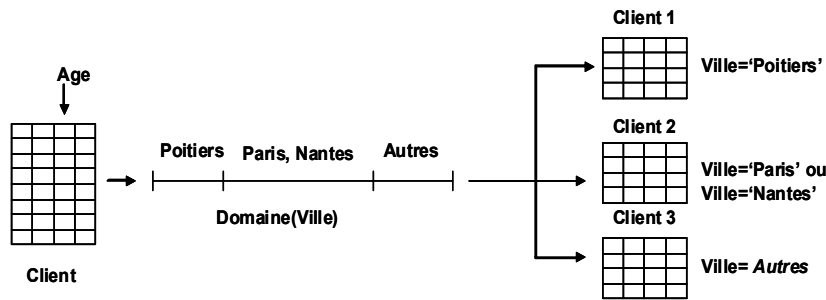 Age
Client
Poitiers
Paris, Nantes
Autres
Domaine(Ville)
Client 1
Ville=‘Poitiers’
Client 2
Ville=‘Paris’ ou
Ville=‘Nantes’
Client 3
Ville= Autres